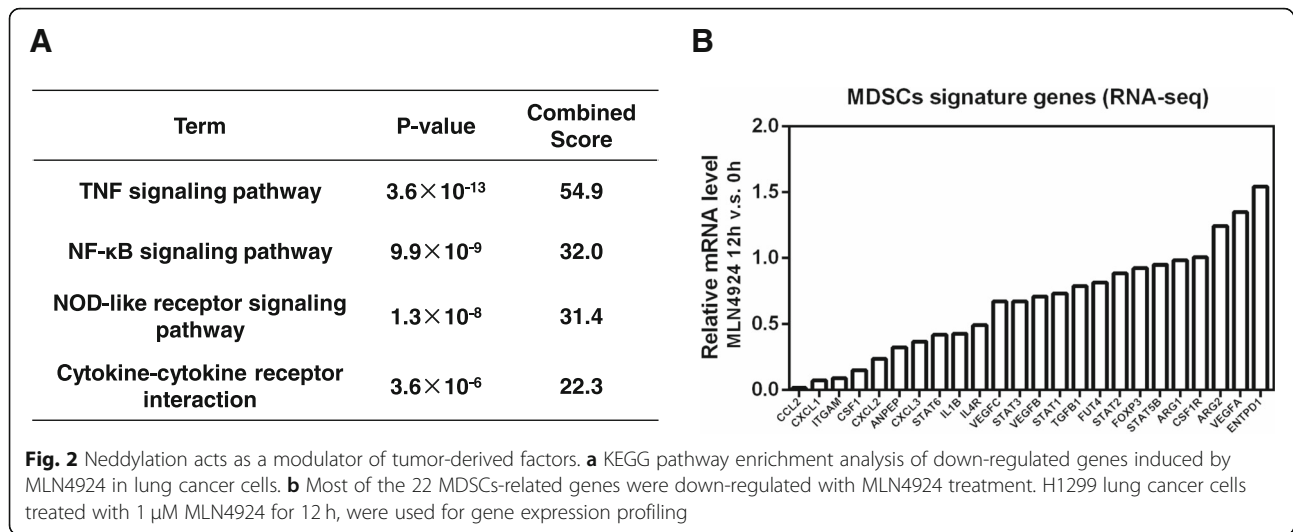 A
Term P-value Combined Score
TNF signaling pathway 3.6×10⁻¹³ 54.9
NF-κB signaling pathway 9.9×10⁻⁹ 32.0
NOD-like receptor signaling pathway 1.3×10⁻⁸ 31.4
Cytokine-cytokine receptor interaction 3.6×10⁻⁶ 22.3
B
MDSCs signature genes (RNA-seq)
Relative mRNA level
MLN4924 12h v.s. 0h
2.0
1.5
1.0
0.5
0.0
CCL2
CXCL1
ITGAM
CSF1
CXCL2
ANPEP
CXCL3
STAT6
IL1B
IL4R
VEGFC
STAT3
VEGFB
STAT1
TGFB1
FUT4
STAT2
FOXP3
STAT5B
ARG1
CSF1R
ARG2
VEGFA
ENTPD1
Fig. 2 Neddylation acts as a modulator of tumor-derived factors. a KEGG pathway enrichment analysis of down-regulated genes induced by
MLN4924 in lung cancer cells. b Most of the 22 MDSCs-related genes were down-regulated with MLN4924 treatment. H1299 lung cancer cells
treated with 1 μM MLN4924 for 12 h, were used for gene expression profiling